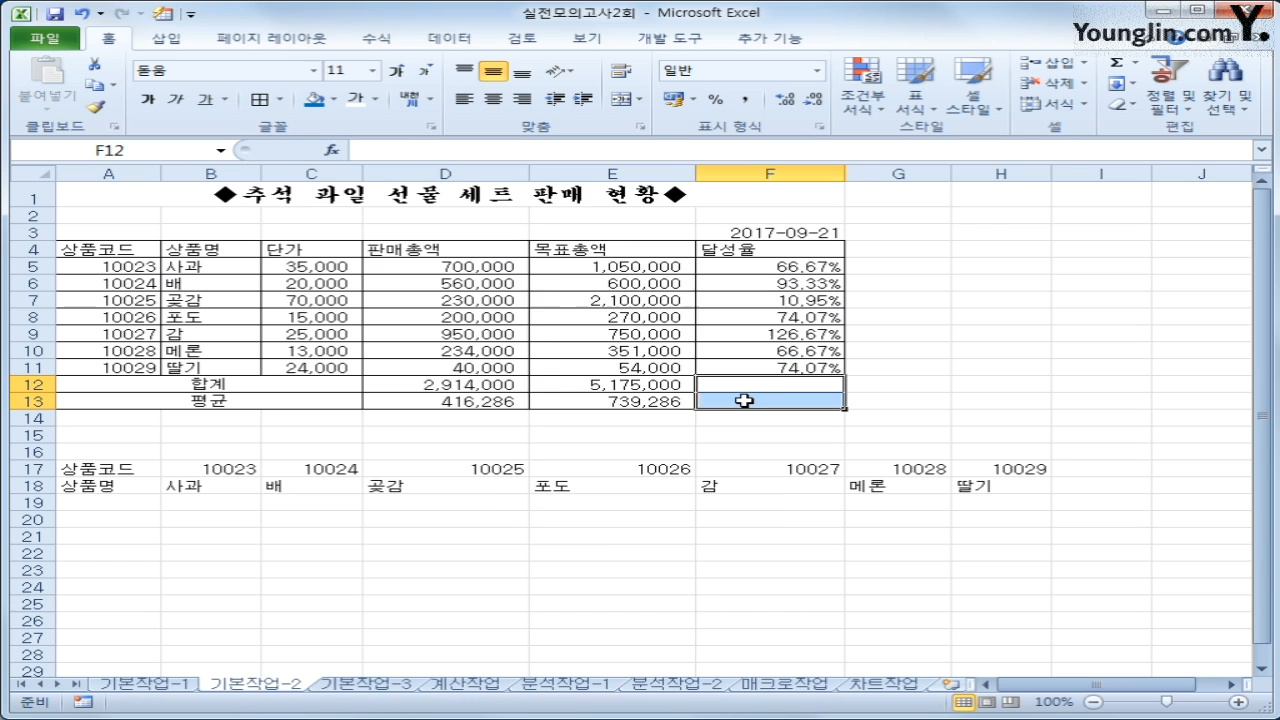 실전모의고사2회 - Microsoft Excel
YoungJin.com Y.
파일 홈 삽입 페이지 레이아웃 수식 데이터 검토 보기 개발 도구 추가 기능
붙여넣기 돋움 11 가 가 일반 조건부 서식 표 서식 셀 스타일 삽입 삭제 서식 Σ 정렬 및 필터 찾기 및 선택
가 가 가 가 %
클립보드 글꼴 맞춤 표시 형식 스타일 셀 편집
F12 fx
A B C D E F G H I J
1 ◆추석 과일 선물 세트 판매 현황◆
2
3 2017-09-21
4 상품코드 상품명 단가 판매총액 목표총액 달성율
5 10023 사과 35,000 700,000 1,050,000 66.67%
6 10024 배 20,000 560,000 600,000 93.33%
7 10025 곶감 70,000 230,000 2,100,000 10.95%
8 10026 포도 15,000 200,000 270,000 74.07%
9 10027 감 25,000 950,000 750,000 126.67%
10 10028 메론 13,000 234,000 351,000 66.67%
11 10029 딸기 24,000 40,000 54,000 74.07%
12 합계 2,914,000 5,175,000
13 평균 416,286 739,286
14
15
16
17 상품코드 10023 10024 10025 10026 10027 10028 10029
18 상품명 사과 배 곶감 포도 감 메론 딸기
19
20
21
22
23
24
25
26
27
28
29
기본작업-1 기본작업-2 기본작업-3 계산작업 분석작업-1 분석작업-2 매크로작업 차트작업
준비 100%